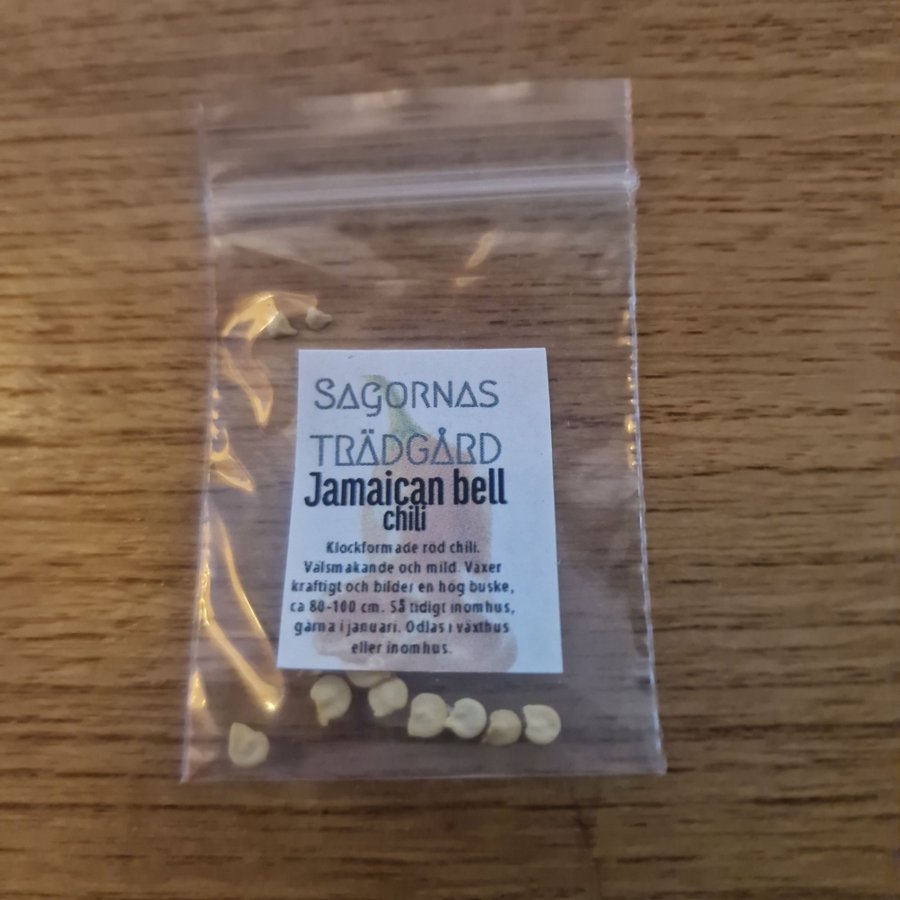 SAGORNAS
TRÄDGÅRD
Jamaican bell
chili
Klockformade röd chili.
Välsmakande och mild. Växer
kraftigt och bilder en hög buske,
ca 80-100 cm. Så tidigt inomhus,
gärna i januari. Odlas i växthus
eller inomhus.